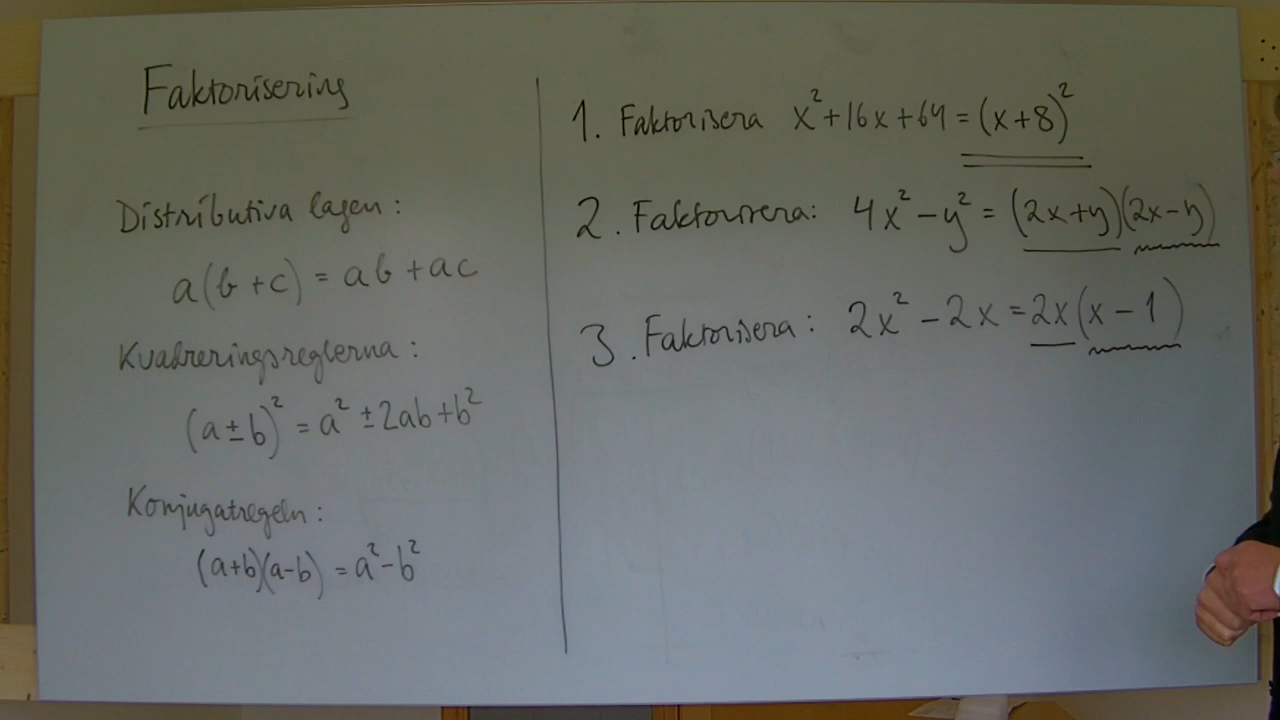 Faktorisering
Distributiva lagen:
a(b+c) = ab + ac
Kvadreringsreglerna:
(a±b)² = a² ±2ab+b²
Konjugatregeln:
(a+b)(a-b) = a²-b²
1. Faktorisera x²+16x+64 = (x+8)²
2. Faktorisera: 4x² - y² = (2x+y)(2x-y)
3. Faktorisera: 2x² - 2x = 2x(x-1)